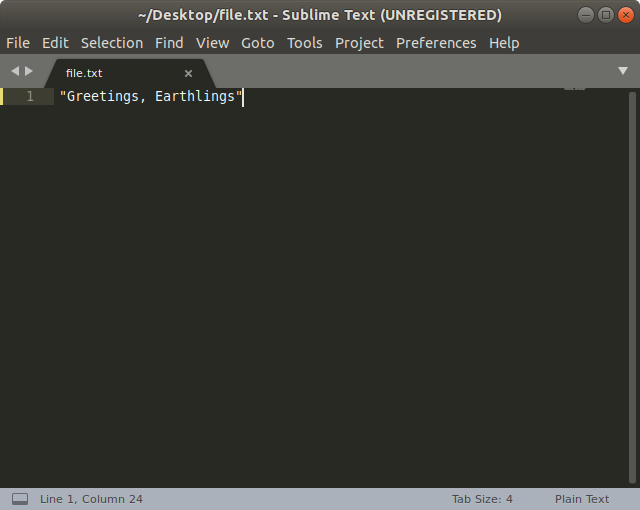 ~/Desktop/file.txt - Sublime Text (UNREGISTERED)
File Edit Selection Find View Goto Tools Project Preferences Help
file.txt
1 "Greetings, Earthlings"
Line 1, Column 24 Tab Size: 4 Plain Text